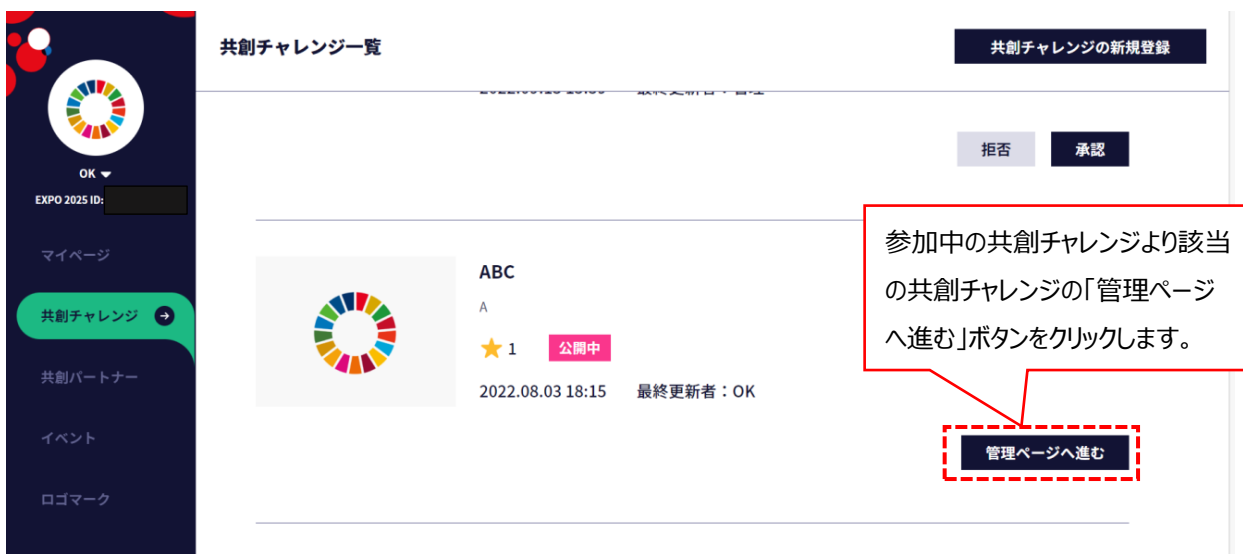 共創チャレンジ一覧
共創チャレンジの新規登録
拒否
承認
OK
EXPO 2025 ID:
マイページ
共創チャレンジ
共創パートナー
イベント
ロゴマーク
ABC
A
1
公開中
2022.08.03 18:15 最終更新者：OK
管理ページへ進む
参加中の共創チャレンジより該当
の共創チャレンジの「管理ページ
へ進む」ボタンをクリックします。